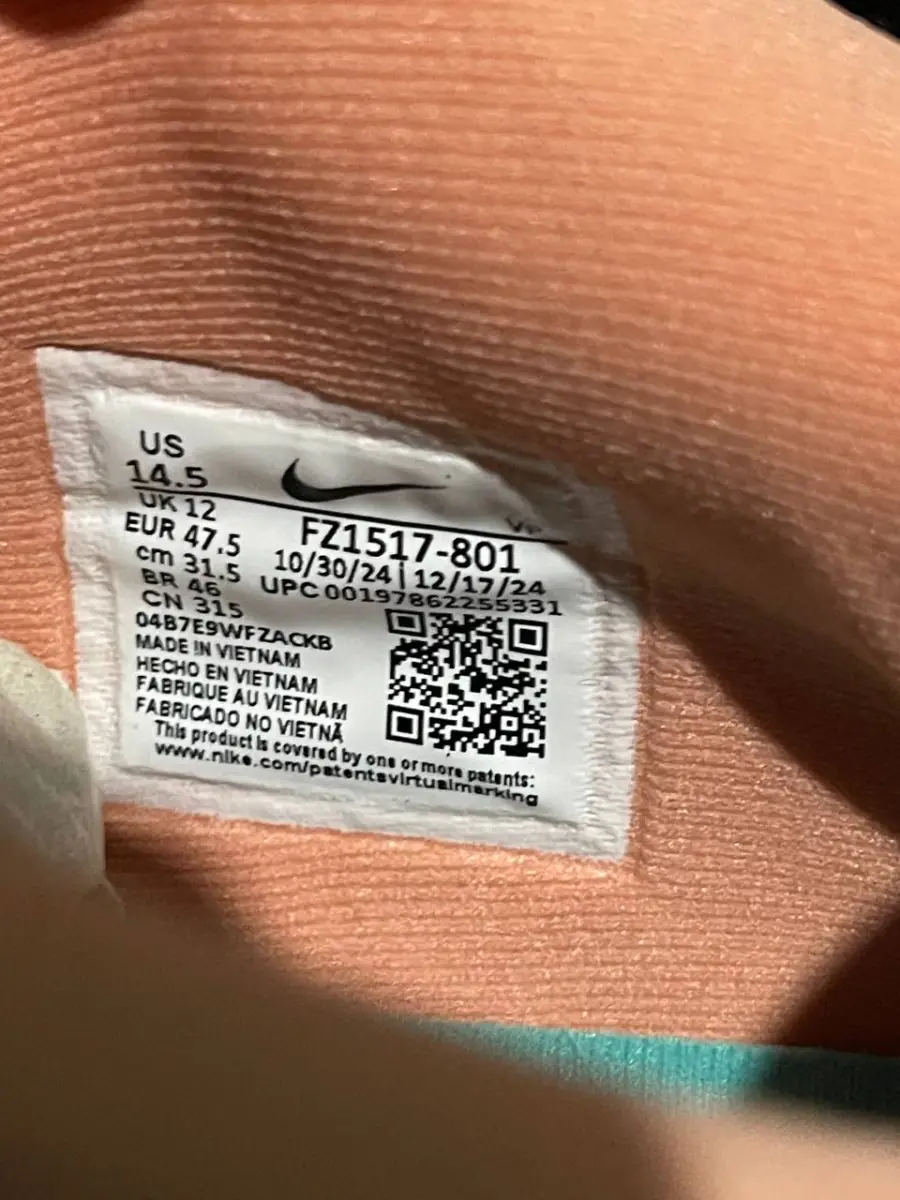 US
14.5
VP
UK 12
EUR 47.5
cm 31.5
BR 46
CN 315
FZ1517-801
10/30/24 | 12/17/24
UPC 00197862255331
04B7E9WFZACKB
MADE IN VIETNAM
HECHO EN VIETNAM
FABRIQUE AU VIETNAM
FABRICADO NO VIETNÃ
This product is covered by one or more patents:
www.nike.com/patentsvirtualmarking